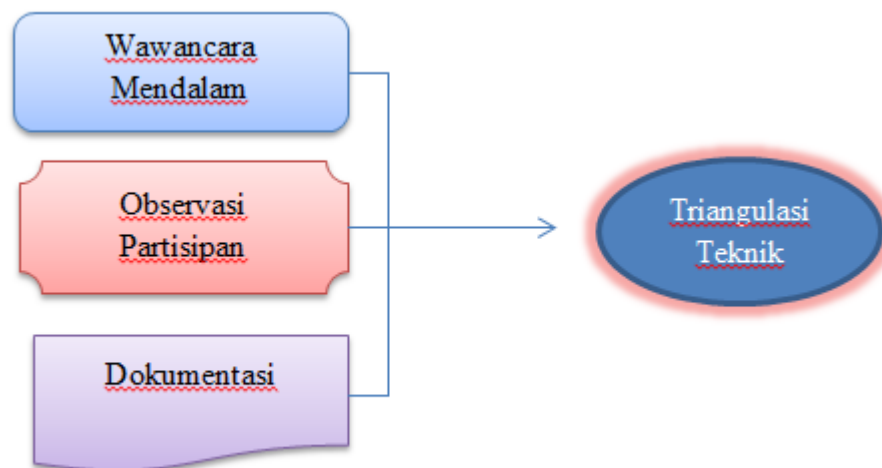 Wawancara
Mendalam
Observasi
Partisipan
Dokumentasi
Triangulasi
Teknik